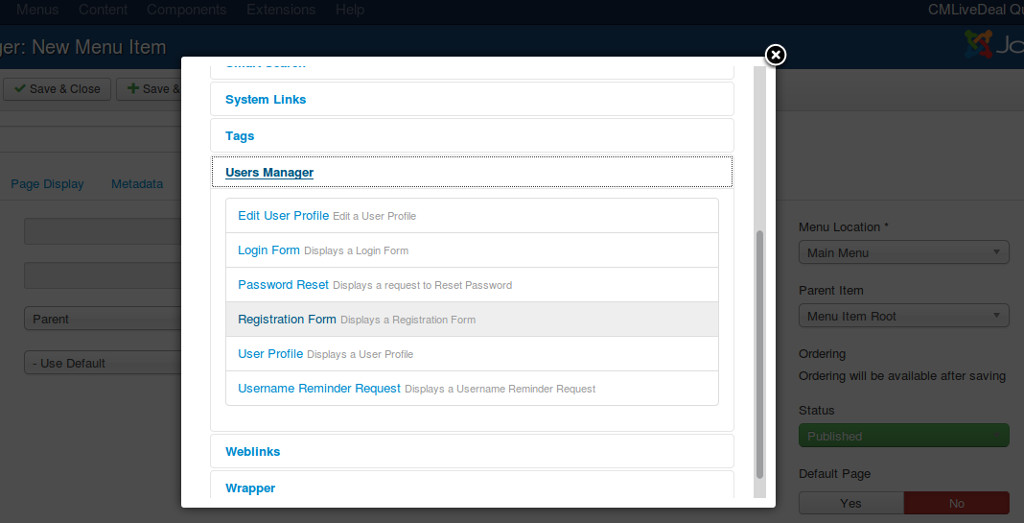 Menus Content Components Extensions Help CMLiveDeal Qu
ger: New Menu Item Jo
Save & Close Save &
System Links
Tags
Users Manager
Page Display Metadata
Edit User Profile Edit a User Profile
Login Form Displays a Login Form
Password Reset Displays a request to Reset Password
Registration Form Displays a Registration Form
User Profile Displays a User Profile
Username Reminder Request Displays a Username Reminder Request
Weblinks
Wrapper
Parent
- Use Default
Menu Location *
Main Menu
Parent Item
Menu Item Root
Ordering
Ordering will be available after saving
Status
Published
Default Page
Yes No